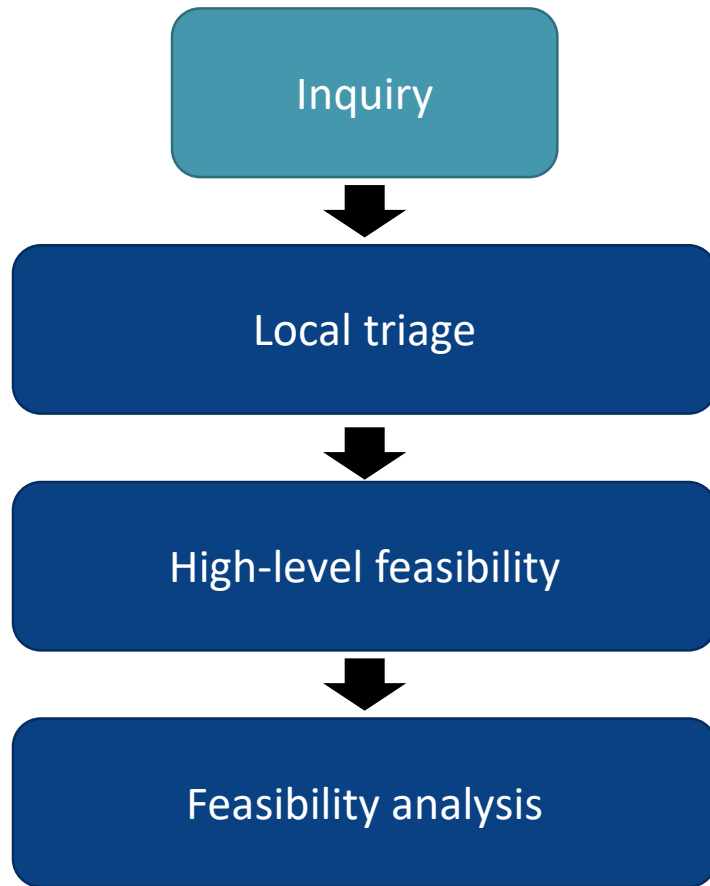 Inquiry
Local triage
High-level feasibility
Feasibility analysis